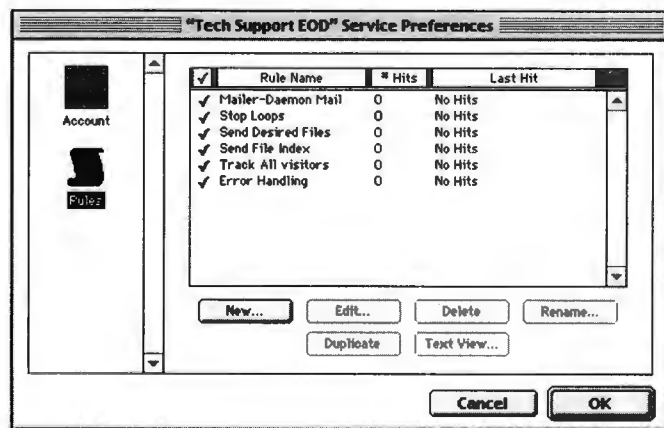 "Tech Support EOD" Service Preferences
Account
Rules
✓ Rule Name # Hits Last Hit
✓ Mailer-Daemon Mail 0 No Hits
✓ Stop Loops 0 No Hits
✓ Send Desired Files 0 No Hits
✓ Send File Index 0 No Hits
✓ Track All visitors 0 No Hits
✓ Error Handling 0 No Hits
New... Edit... Delete Rename...
Duplicate Text View...
Cancel OK